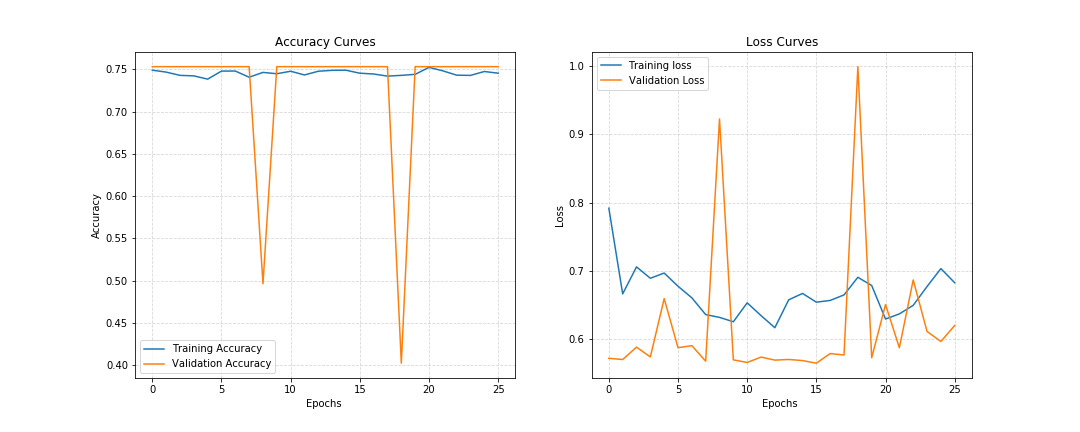 Accuracy Curves
0.75
0.70
0.65
0.60
0.55
0.50
0.45
0.40
Accuracy
Training Accuracy
Validation Accuracy
0 5 10 15 20 25
Epochs
Loss Curves
1.0
0.9
0.8
0.7
0.6
Loss
Training loss
Validation Loss
0 5 10 15 20 25
Epochs